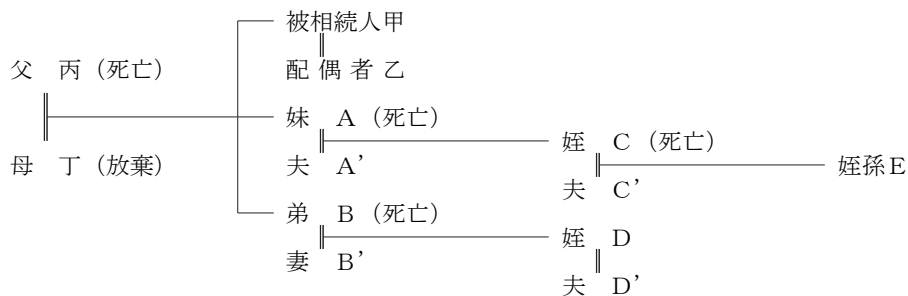 被相続人甲
父 丙(死亡)
配偶者乙
妹 A(死亡)
姪 C(死亡)
母 丁(放棄)
夫 A’
姪孫E
夫 C’
弟 B(死亡)
姪 D
妻 B’
夫 D’